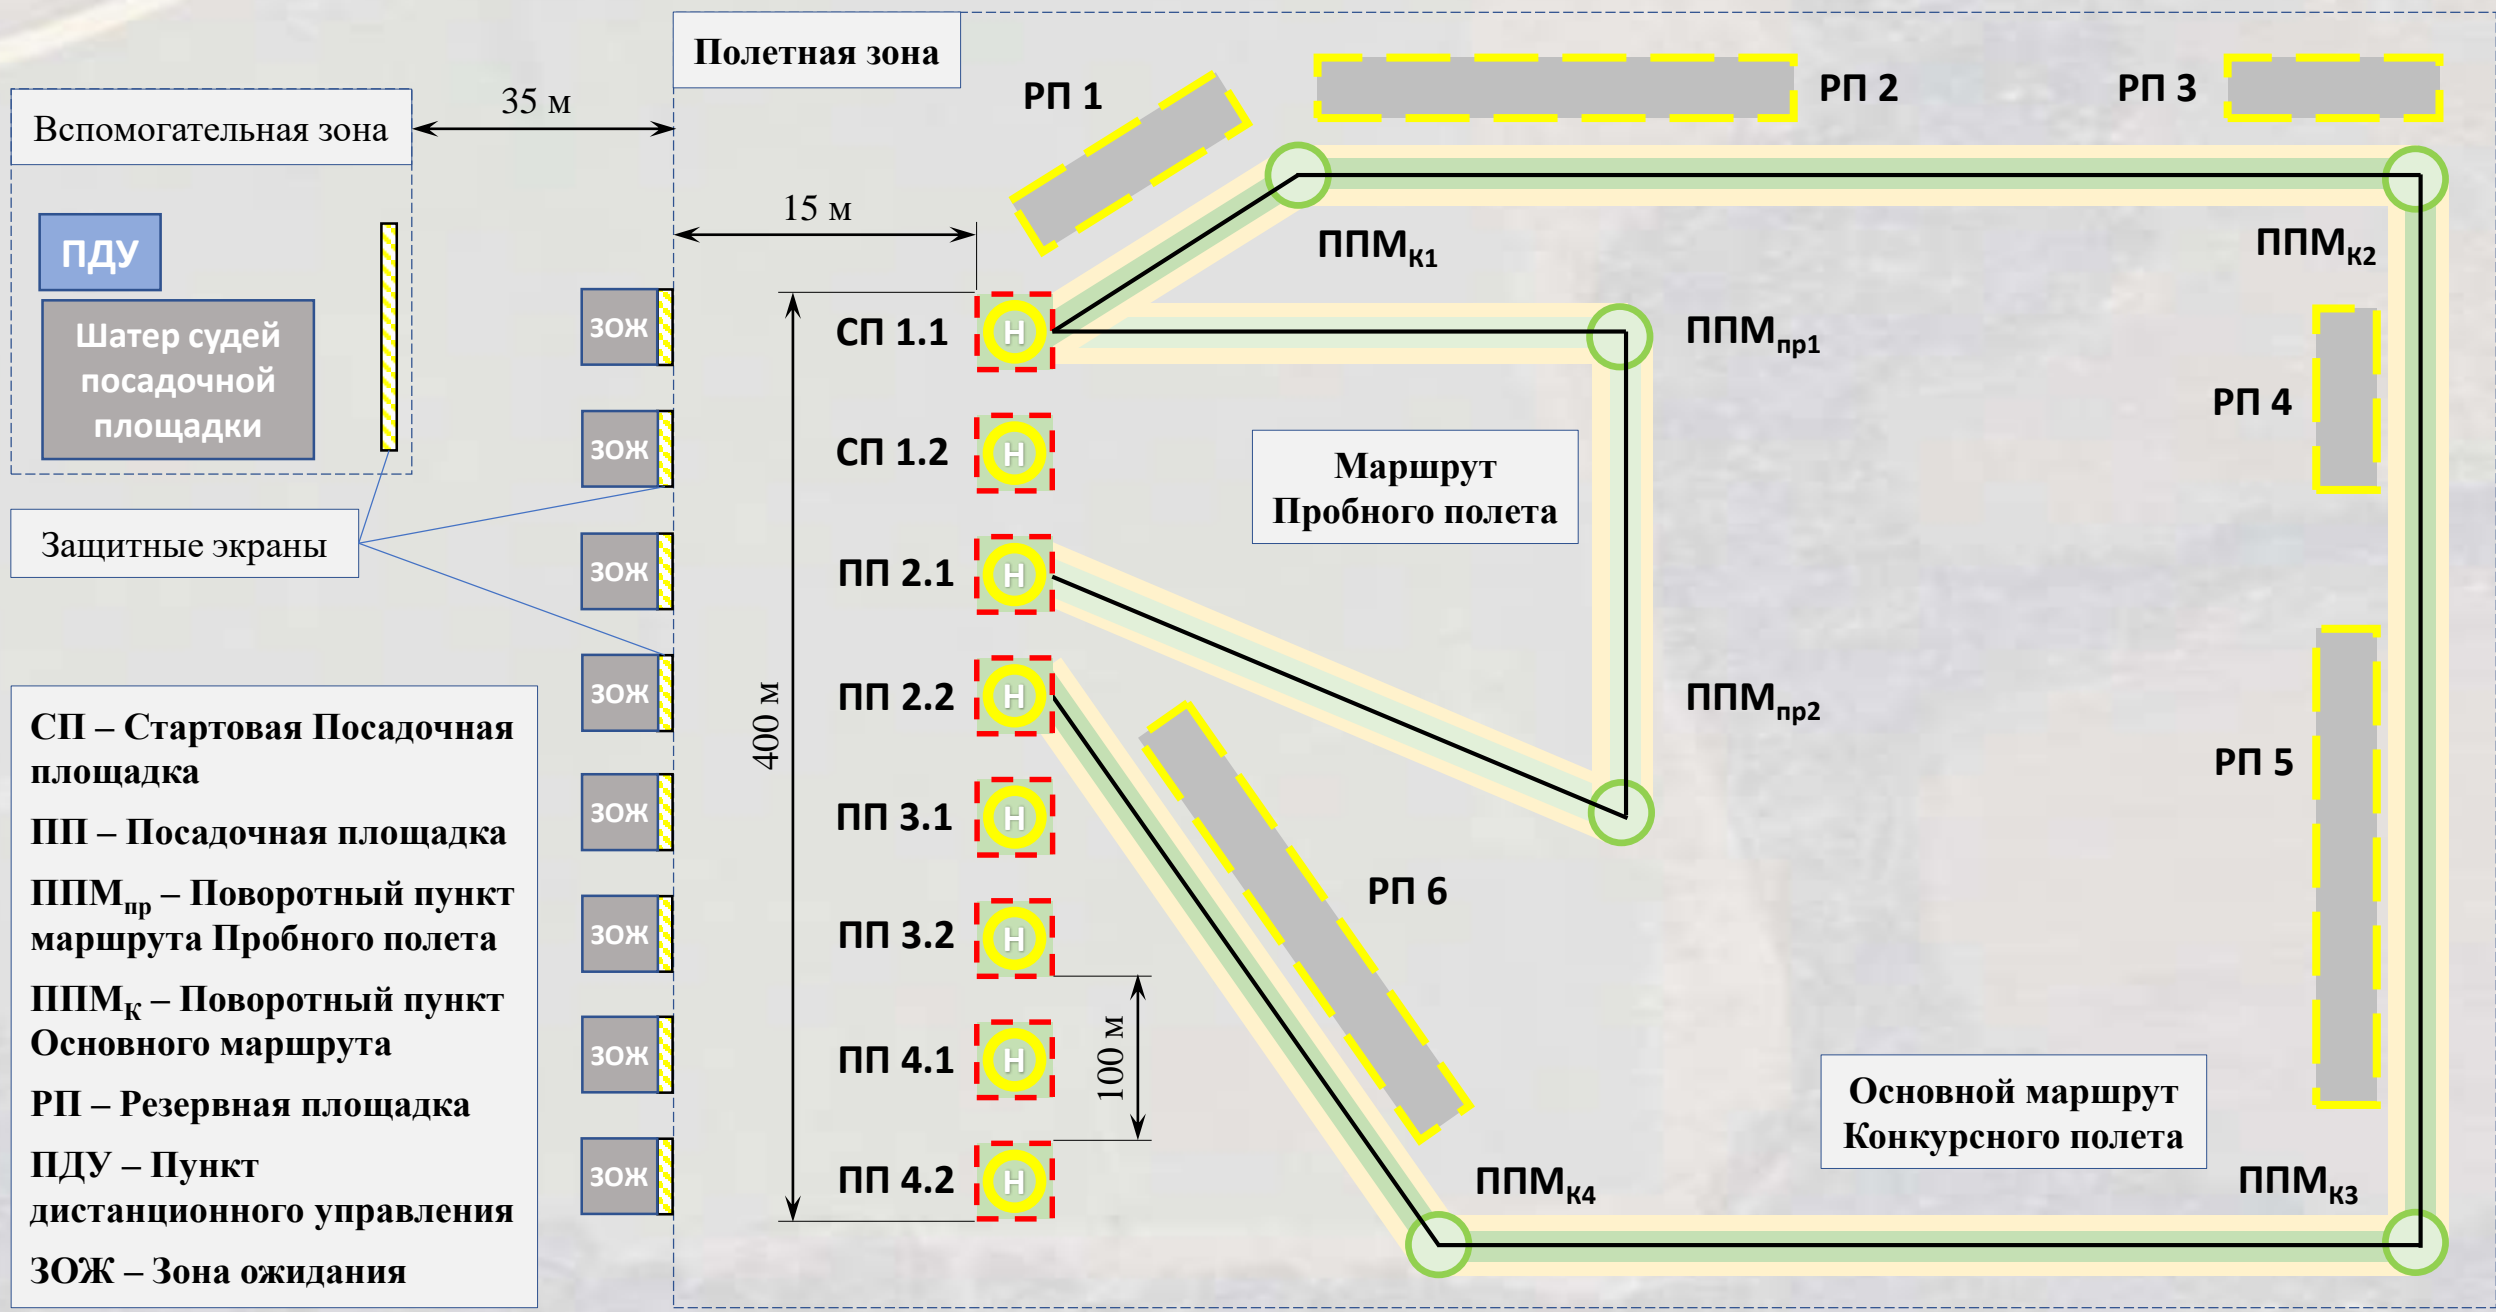 Полетная зона
РП 1
РП 2
РП 3
35 м
Вспомогательная зона
15 м
ПДУ
Шатер судей
посадочной
площадки
ППМК1
ППМК2
ЗОЖ
СП 1.1
Н
ППМпр1
РП 4
ЗОЖ
СП 1.2
Н
Маршрут
Пробного полета
Защитные экраны
ЗОЖ
ПП 2.1
Н
ЗОЖ
ПП 2.2
Н
ППМпр2
400 м
РП 5
ЗОЖ
ПП 3.1
Н
РП 6
ЗОЖ
ПП 3.2
Н
ЗОЖ
ПП 4.1
Н
100 м
Основной маршрут
Конкурсного полета
ЗОЖ
ПП 4.2
Н
ППМК4
ППМК3
СП – Стартовая Посадочная
площадка
ПП – Посадочная площадка
ППМпр – Поворотный пункт
маршрута Пробного полета
ППМК – Поворотный пункт
Основного маршрута
РП – Резервная площадка
ПДУ – Пункт
дистанционного управления
ЗОЖ – Зона ожидания